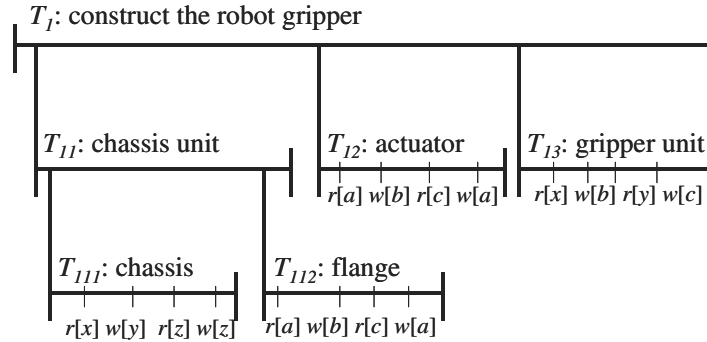 T1: construct the robot gripper
T11: chassis unit
T12: actuator
T13: gripper unit
r[a] w[b] r[c] w[a]
r[x] w[b] r[y] w[c]
T111: chassis
T112: flange
r[x] w[y] r[z] w[z]
r[a] w[b] r[c] w[a]